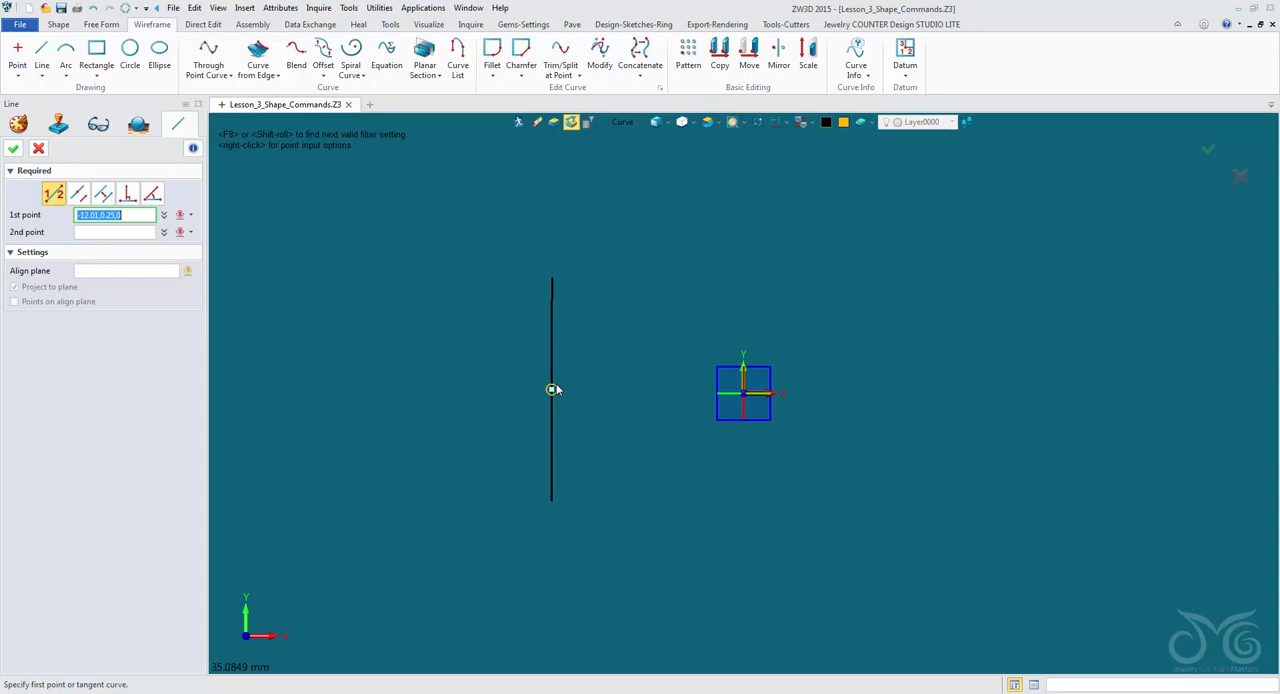 File Edit View Insert Attributes Inquire Tools Utilities Applications Window Help
ZW3D 2015 - [Lesson_3_Shape_Commands.Z3]
File Shape Free Form Wireframe Direct Edit Assembly Data Exchange Heal Tools Visualize Inquire Gems-Settings Pave Design-Sketches-Ring Export-Rendering Tools-Cutters Jewelry COUNTER Design STUDIO LITE
Point Line Arc Rectangle Circle Ellipse Through Point Curve Curve from Edge Blend Offset Spiral Curve Equation Planar Section Curve List Fillet Chamfer Trim/Split at Point Modify Concatenate Pattern Copy Move Mirror Scale Curve Info Datum
Drawing Curve Edit Curve Basic Editing Curve Info Datum
Line
Lesson_3_Shape_Commands.Z3
Curve
Layer0000
<F8> or <Shift-roll> to find next valid filter setting.
<right-click> for point input options.
Required
1/2
1st point -12.01,0.25,0
2nd point
Settings
Align plane
Project to plane
Points on align plane
Y
X
Y
X
35.0849 mm
Specify first point or tangent curve.